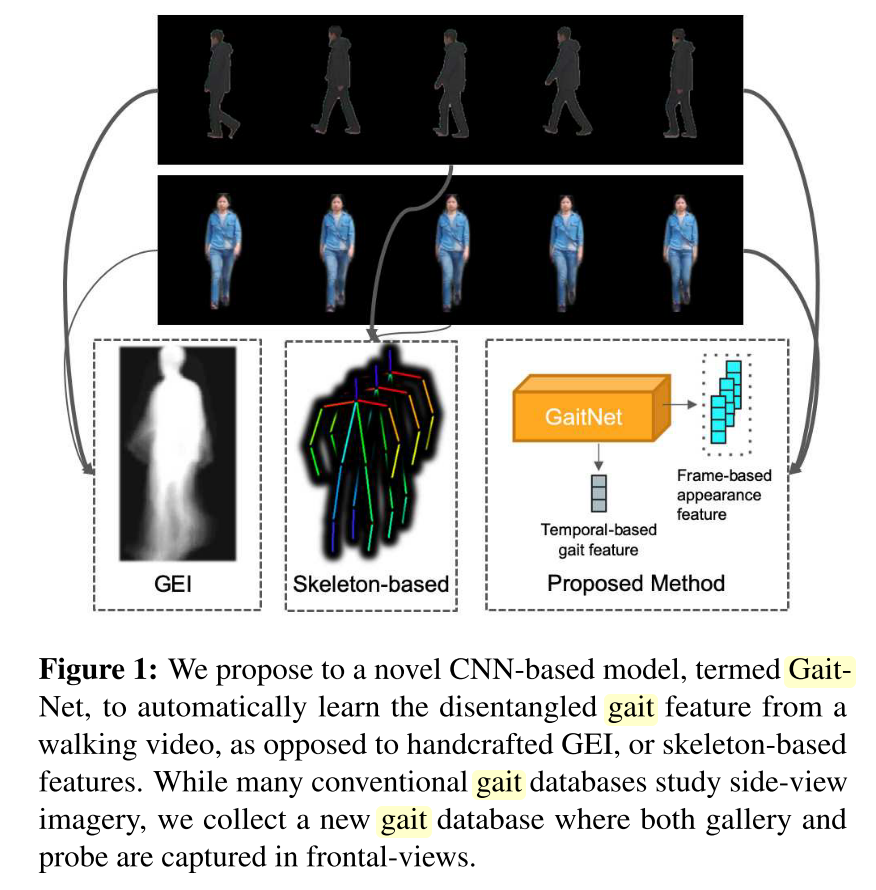 GaitNet
Frame-based
appearance
feature
Temporal-based
gait feature
GEI
Skeleton-based
Proposed Method
Figure 1: We propose to a novel CNN-based model, termed Gait-
Net, to automatically learn the disentangled gait feature from a
walking video, as opposed to handcrafted GEI, or skeleton-based
features. While many conventional gait databases study side-view
imagery, we collect a new gait database where both gallery and
probe are captured in frontal-views.